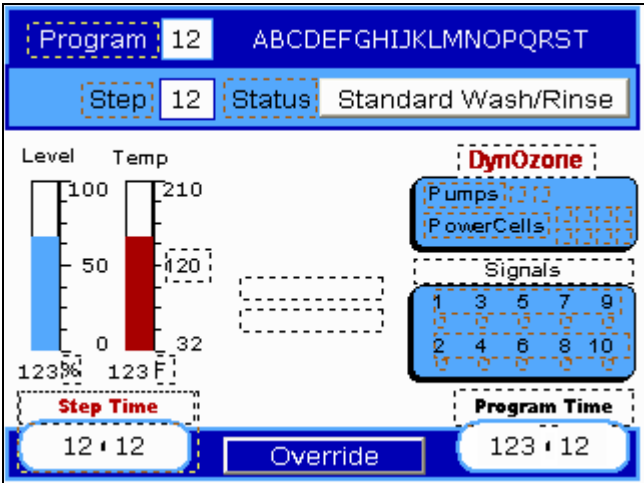 Program 12 ABCDEFGHIJKLMNOPQRST
Step 12 Status Standard Wash/Rinse
Level Temp DynOzone
100 210 Pumps
PowerCells
50 120 Signals
1 3 5 7 9
0 32 2 4 6 8 10
123% 123 F
Step Time Program Time
12 : 12 Override 123 : 12